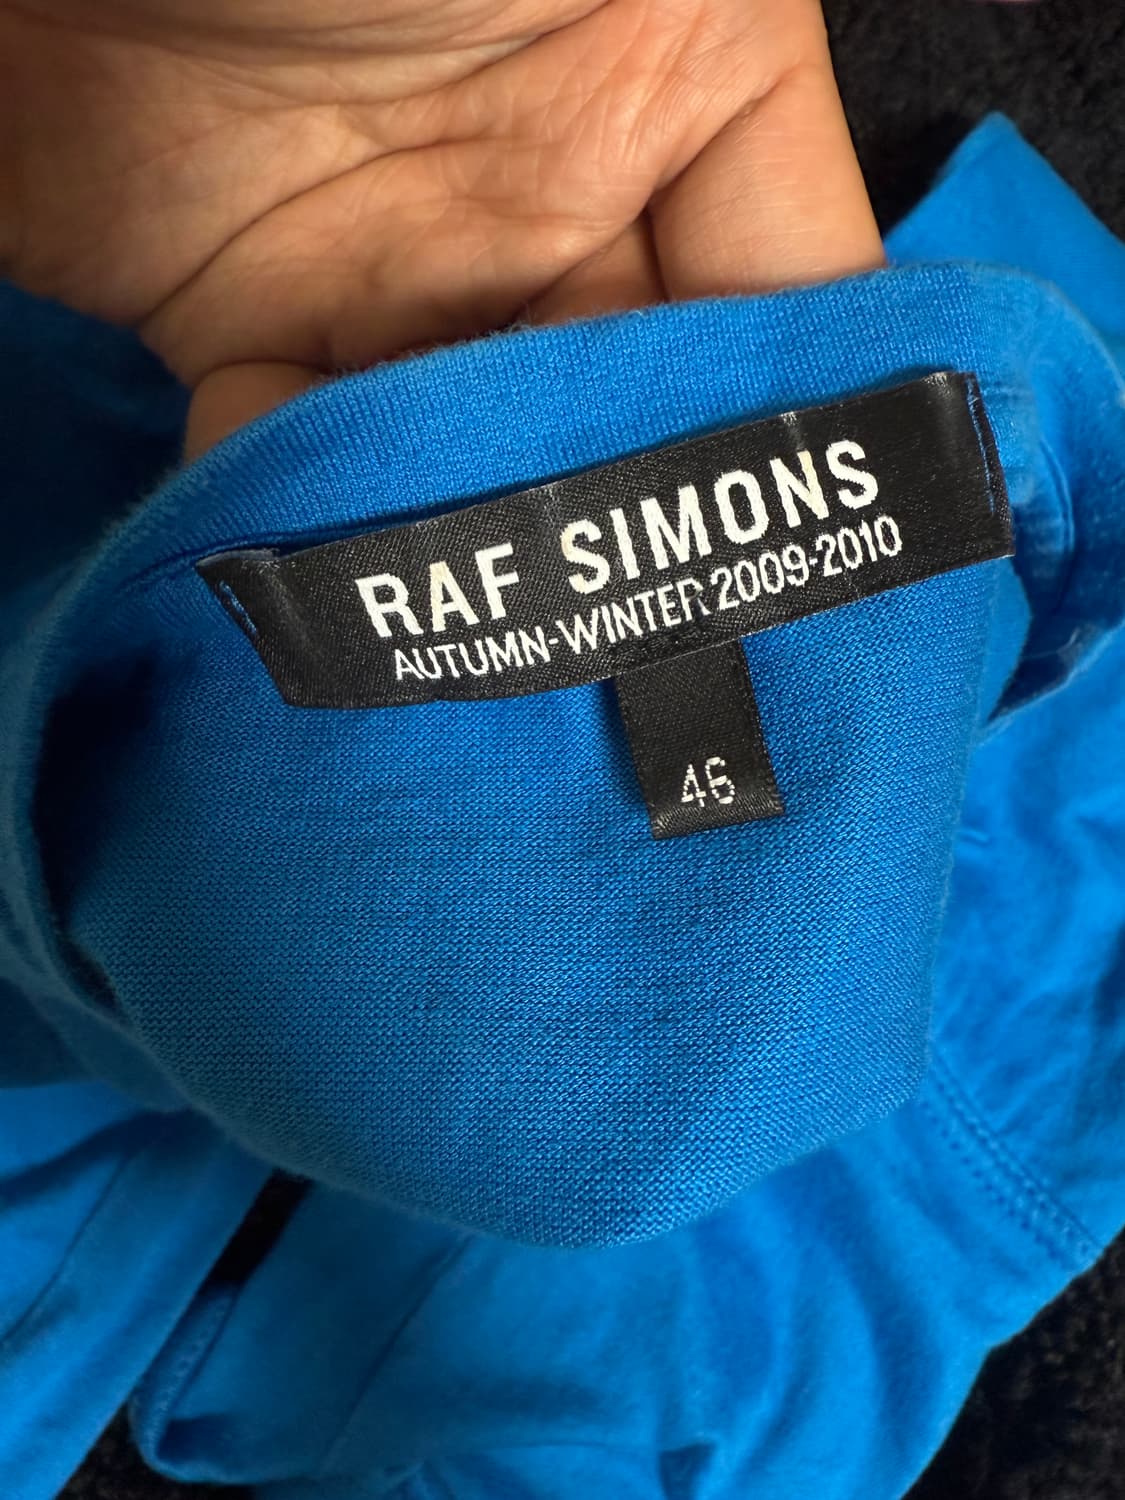 RAF SIMONS
AUTUMN-WINTER 2009-2010
46